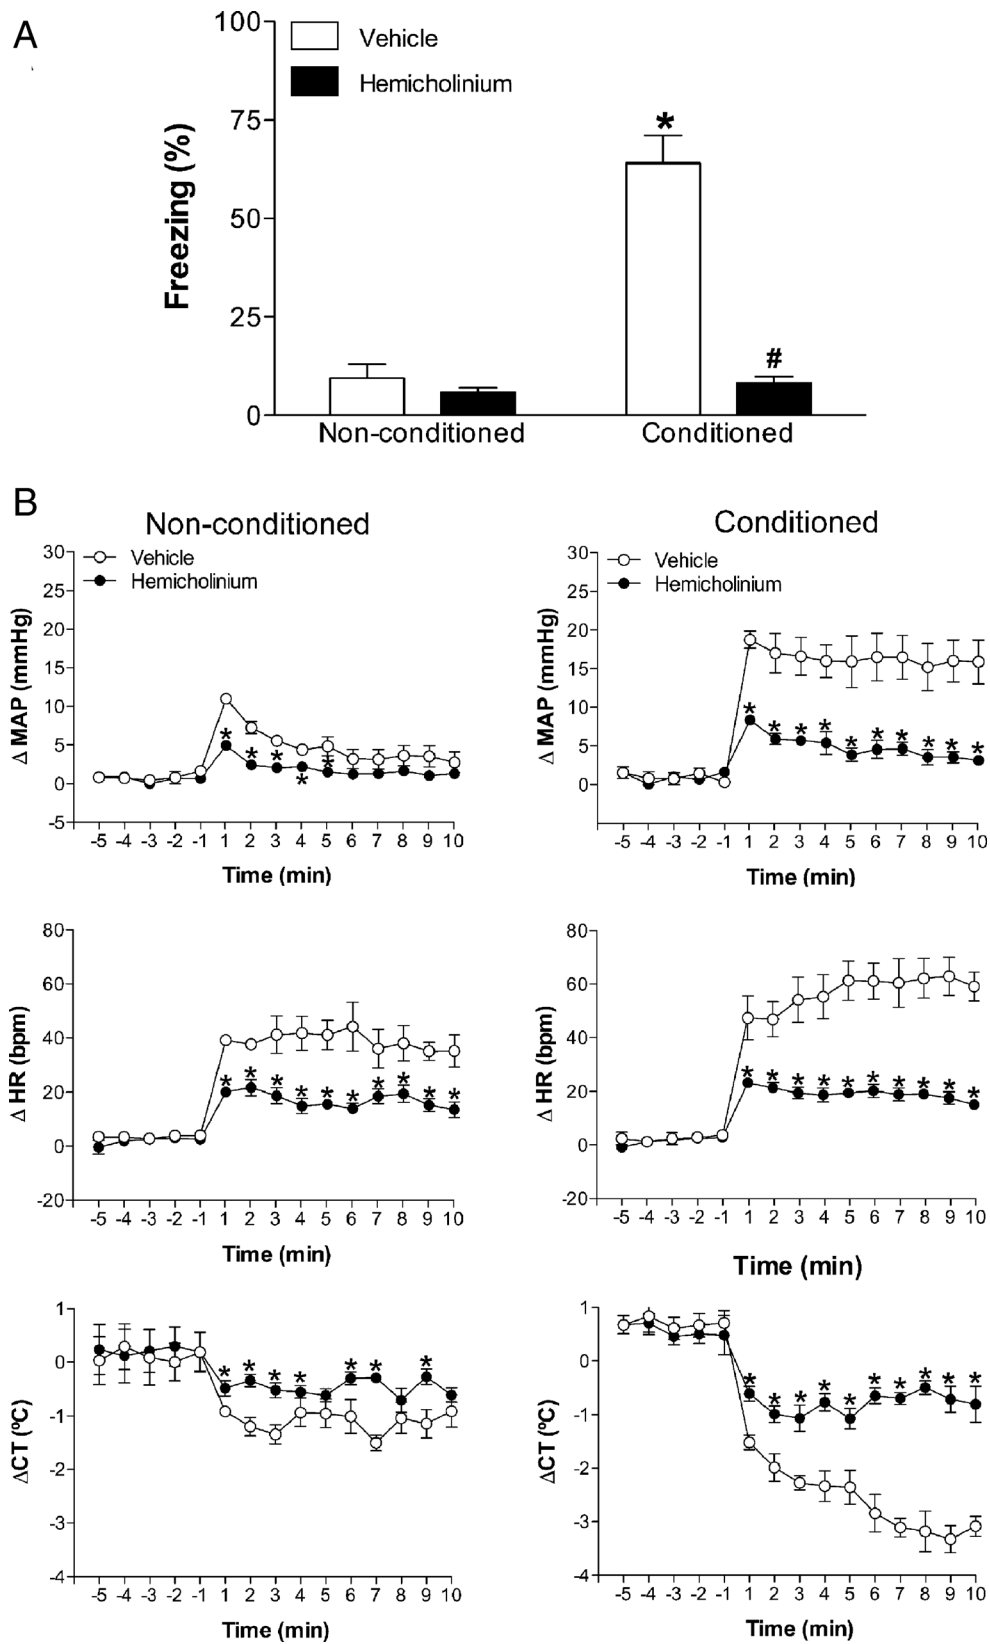 A
100
Vehicle
Hemicholinium
75
*
50
25
#
0
Freezing (%)
Non-conditioned Conditioned
B
Non-conditioned
Vehicle
Hemicholinium
30
25
20
15
10
5
0
-5
Δ MAP (mmHg)
* * * * *
-5 -4 -3 -2 -1 1 2 3 4 5 6 7 8 9 10
Time (min)
Conditioned
Vehicle
Hemicholinium
30
25
20
15
10
5
0
Δ MAP (mmHg)
* * * * * * * * * *
-5 -4 -3 -2 -1 1 2 3 4 5 6 7 8 9 10
Time (min)
80
60
40
20
0
-20
Δ HR (bpm)
* * * * * * * * * *
-5 -4 -3 -2 -1 1 2 3 4 5 6 7 8 9 10
Time (min)
80
60
40
20
0
-20
Δ HR (bpm)
* * * * * * * * * *
-5 -4 -3 -2 -1 1 2 3 4 5 6 7 8 9 10
Time (min)
1
0
-1
-2
-3
-4
ΔCT (ºC)
* * * * * * *
-5 -4 -3 -2 -1 1 2 3 4 5 6 7 8 9 10
Time (min)
1
0
-1
-2
-3
-4
ΔCT (ºC)
* * * * * * * * * *
-5 -4 -3 -2 -1 1 2 3 4 5 6 7 8 9 10
Time (min)